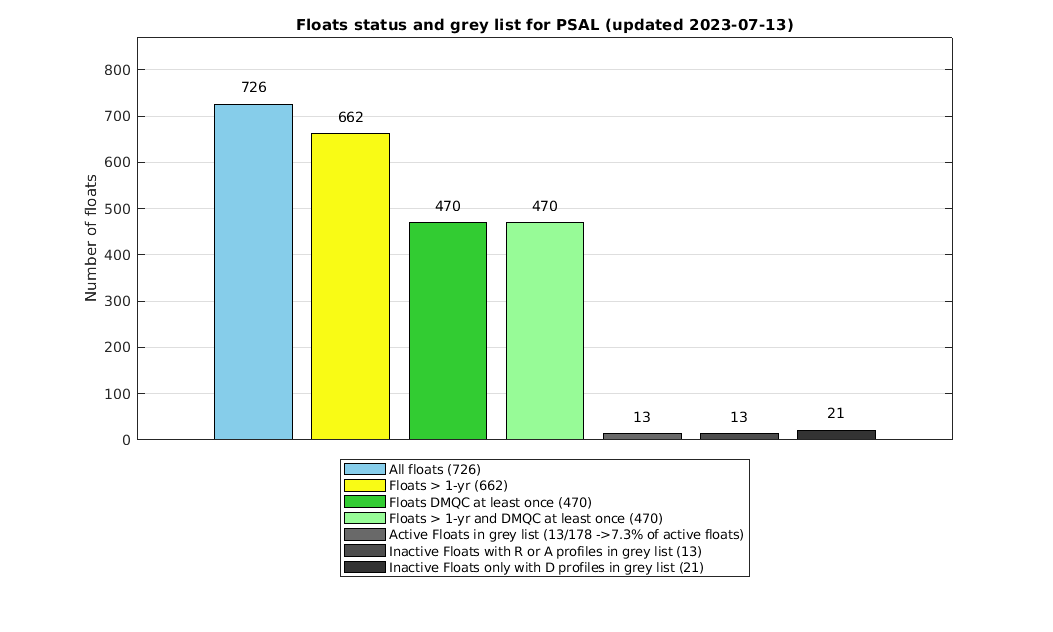 Floats status and grey list for PSAL (updated 2023-07-13)
Number of floats
800
700
600
500
400
300
200
100
0
726
662
470
470
13
13
21
All floats (726)
Floats > 1-yr (662)
Floats DMQC at least once (470)
Floats > 1-yr and DMQC at least once (470)
Active Floats in grey list (13/178 ->7.3% of active floats)
Inactive Floats with R or A profiles in grey list (13)
Inactive Floats only with D profiles in grey list (21)